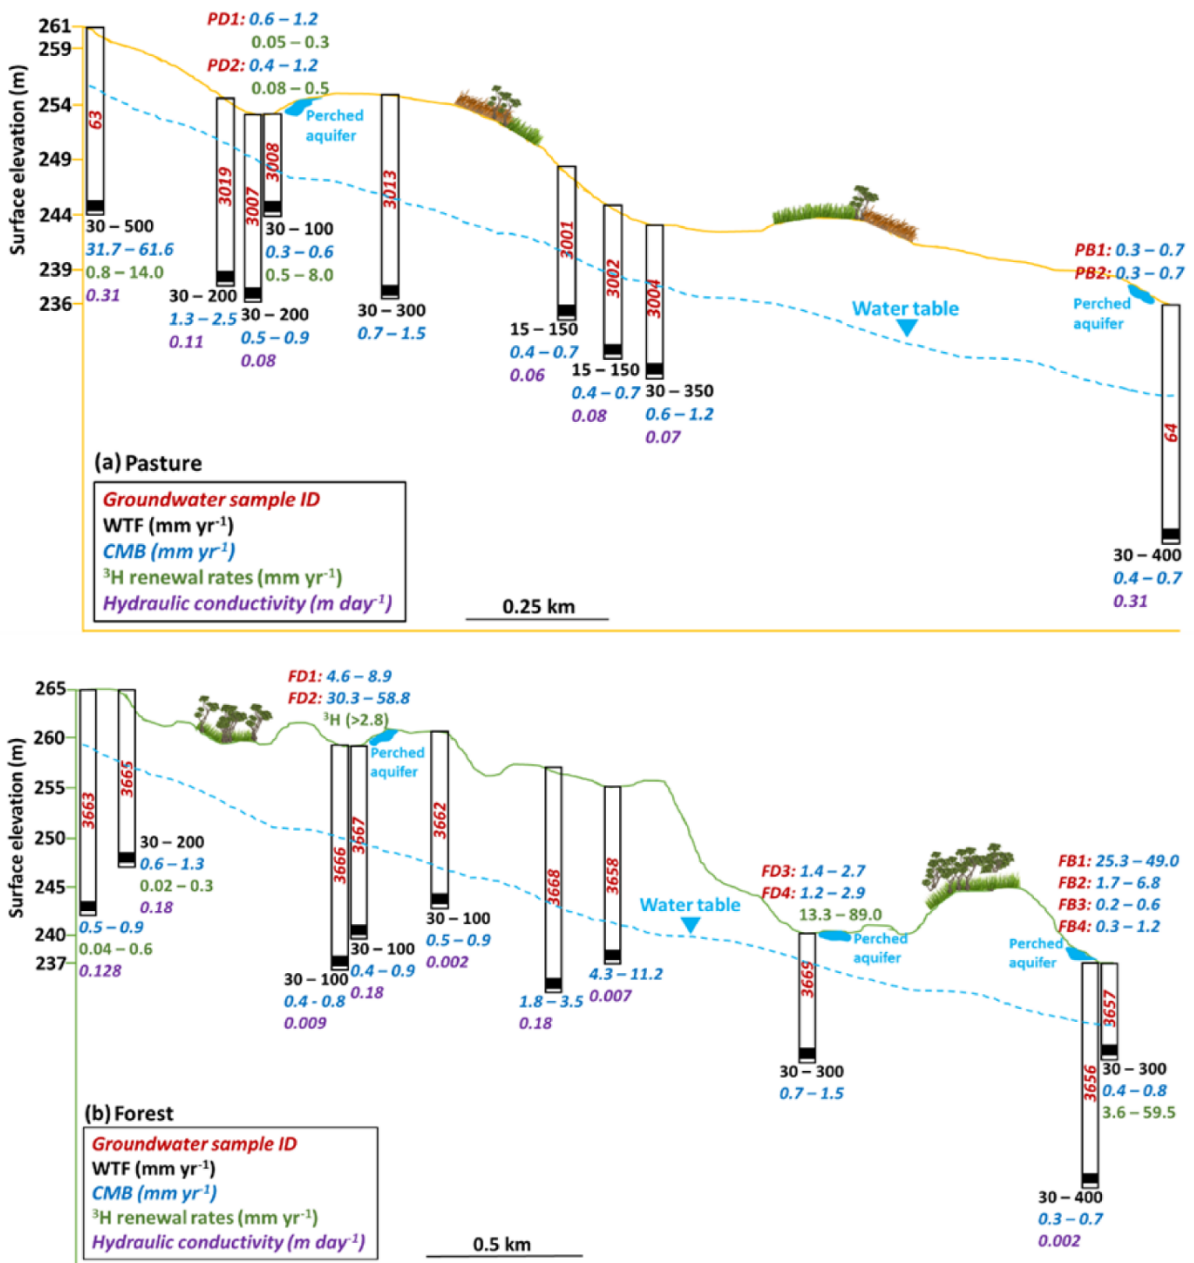 261
259
254
249
244
239
236
Surface elevation (m)
PD1: 0.6 – 1.2
0.05 – 0.3
PD2: 0.4 – 1.2
0.08 – 0.5
Perched
aquifer
63
30 – 500
31.7 – 61.6
0.8 – 14.0
0.31
3019
30 – 200
1.3 – 2.5
0.11
3007
30 – 200
0.5 – 0.9
0.08
3008
30 – 100
0.3 – 0.6
0.5 – 8.0
3013
30 – 300
0.7 – 1.5
3001
15 – 150
0.4 – 0.7
0.06
3002
15 – 150
0.4 – 0.7
0.08
3004
30 – 350
0.6 – 1.2
0.07
Water table
PB1: 0.3 – 0.7
PB2: 0.3 – 0.7
Perched
aquifer
64
30 – 400
0.4 – 0.7
0.31
(a) Pasture
Groundwater sample ID
WTF (mm yr⁻¹)
CMB (mm yr⁻¹)
³H renewal rates (mm yr⁻¹)
Hydraulic conductivity (m day⁻¹)
0.25 km
265
260
255
250
245
240
237
Surface elevation (m)
FD1: 4.6 – 8.9
FD2: 30.3 – 58.8
³H (>2.8)
Perched
aquifer
3663
0.5 – 0.9
0.04 – 0.6
0.128
3665
30 – 200
0.6 – 1.3
0.02 – 0.3
0.18
3666
30 – 100
0.4 - 0.8
0.009
3667
30 – 100
0.4 – 0.9
0.18
3662
30 – 100
0.5 – 0.9
0.002
3668
1.8 – 3.5
0.18
3658
4.3 – 11.2
0.007
Water table
FD3: 1.4 – 2.7
FD4: 1.2 – 2.9
13.3 – 89.0
Perched
aquifer
3669
30 – 300
0.7 – 1.5
FB1: 25.3 – 49.0
FB2: 1.7 – 6.8
FB3: 0.2 – 0.6
FB4: 0.3 – 1.2
Perched
aquifer
3657
30 – 300
0.4 – 0.8
3.6 – 59.5
3656
30 – 400
0.3 – 0.7
0.002
(b) Forest
Groundwater sample ID
WTF (mm yr⁻¹)
CMB (mm yr⁻¹)
³H renewal rates (mm yr⁻¹)
Hydraulic conductivity (m day⁻¹)
0.5 km